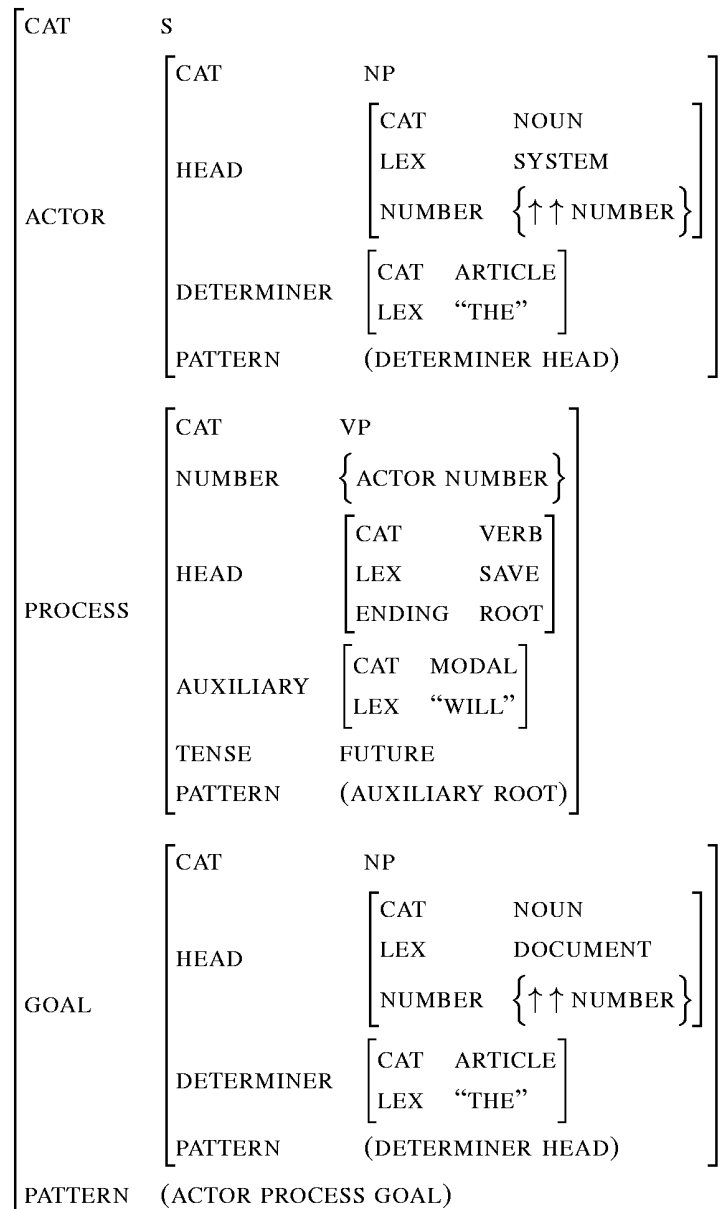 CAT S
CAT NP
CAT NOUN
HEAD LEX SYSTEM
NUMBER {↑ ↑ NUMBER}
ACTOR
CAT ARTICLE
DETERMINER
LEX “THE”
PATTERN (DETERMINER HEAD)
CAT VP
NUMBER {ACTOR NUMBER}
CAT VERB
HEAD LEX SAVE
PROCESS ENDING ROOT
CAT MODAL
AUXILIARY
LEX “WILL”
TENSE FUTURE
PATTERN (AUXILIARY ROOT)
CAT NP
CAT NOUN
HEAD LEX DOCUMENT
NUMBER {↑ ↑ NUMBER}
GOAL
CAT ARTICLE
DETERMINER
LEX “THE”
PATTERN (DETERMINER HEAD)
PATTERN (ACTOR PROCESS GOAL)